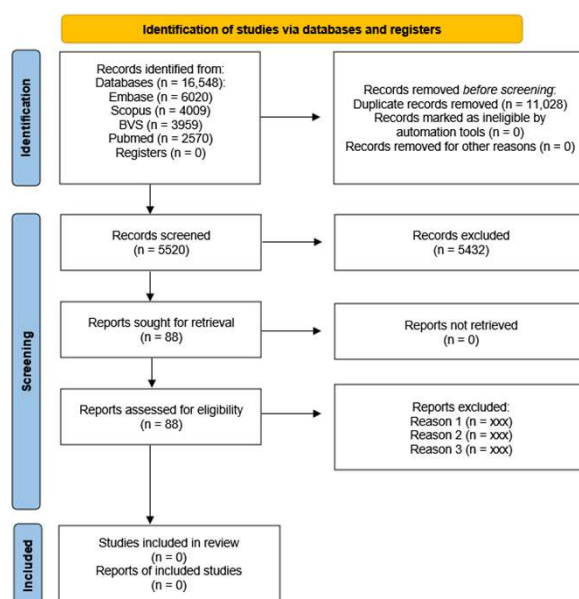 Identification of studies via databases and registers
Identification
Records identified from:
Databases (n = 16,548):
Embase (n = 6020)
Scopus (n = 4009)
BVS (n = 3959)
Pubmed (n = 2570)
Registers (n = 0)
Records removed before screening:
Duplicate records removed (n = 11,028)
Records marked as ineligible by
automation tools (n = 0)
Records removed for other reasons (n = 0)
Screening
Records screened
(n = 5520)
Records excluded
(n = 5432)
Reports sought for retrieval
(n = 88)
Reports not retrieved
(n = 0)
Reports assessed for eligibility
(n = 88)
Reports excluded:
Reason 1 (n = xxx)
Reason 2 (n = xxx)
Reason 3 (n = xxx)
Included
Studies included in review
(n = 0)
Reports of included studies
(n = 0)